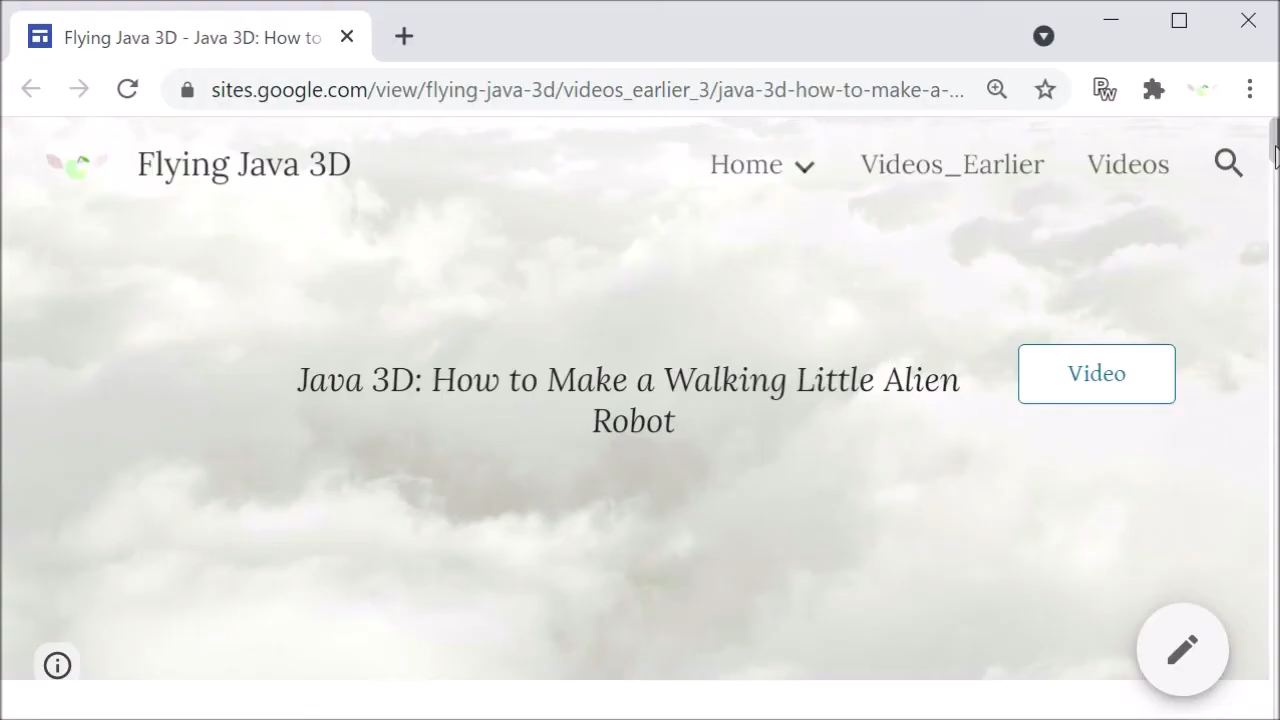 Flying Java 3D - Java 3D: How to
sites.google.com/view/flying-java-3d/videos_earlier_3/java-3d-how-to-make-a-...
Flying Java 3D
Home
Videos_Earlier
Videos
Java 3D: How to Make a Walking Little Alien
Robot
Video